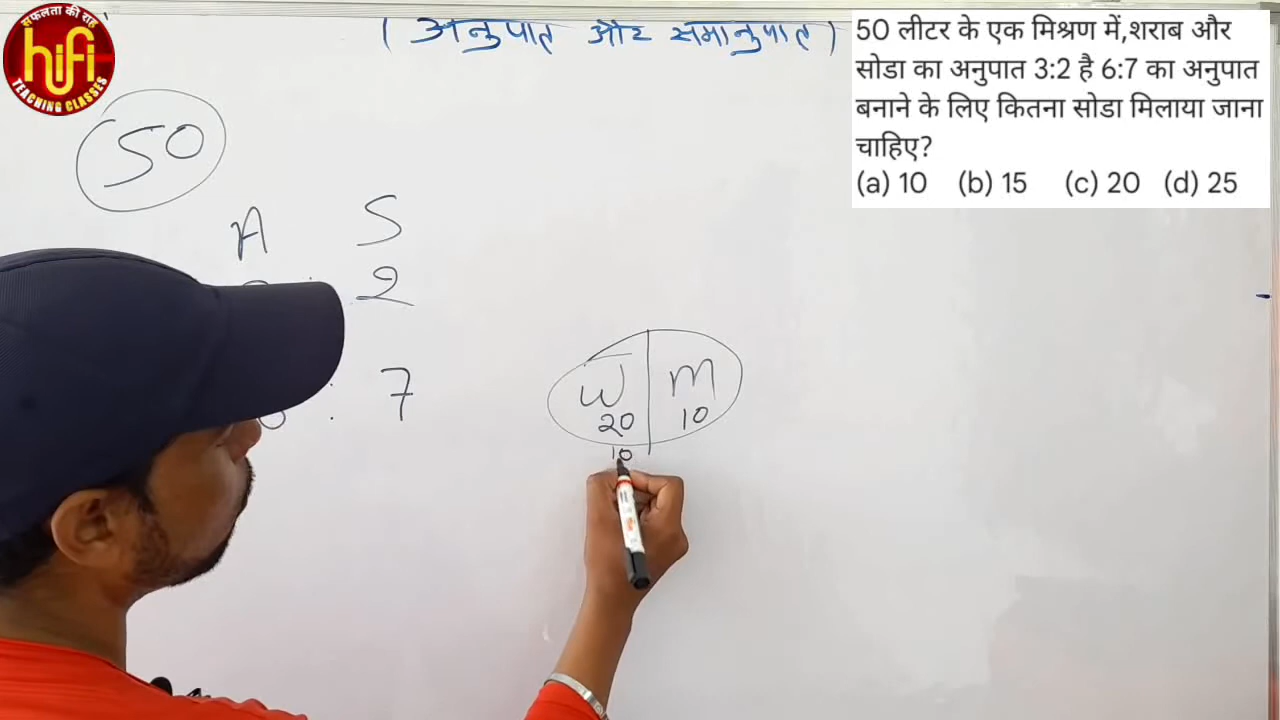 सफलता की राह
hifi
TEACHING CLASSES
( अनुपात और समानुपात )
50 लीटर के एक मिश्रण में,शराब और
सोडा का अनुपात 3:2 है 6:7 का अनुपात
बनाने के लिए कितना सोडा मिलाया जाना
चाहिए?
(a) 10 (b) 15 (c) 20 (d) 25
50
A S
: 2
: 7
W m
20 10
10